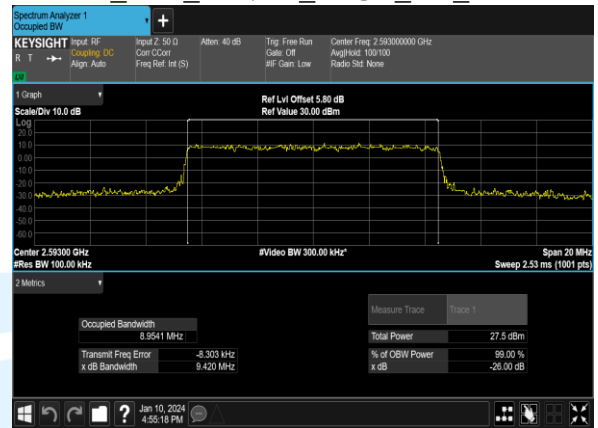 Spectrum Analyzer 1
Occupied BW
KEYSIGHT Input: RF Input Z: 50 Ω Atten: 40 dB Trig: Free Run Center Freq: 2.593000000 GHz
R T Coupling: DC Corr CCorr Gate: Off Avg|Hold: 100/100
Align: Auto Freq Ref: Int (S) #IF Gain: Low Radio Std: None
LV
1 Graph Ref Lvl Offset 5.80 dB
Scale/Div 10.0 dB Ref Value 30.00 dBm
Log
20.0
10.0
0.00
-10.0
-20.0
-30.0
-40.0
-50.0
-60.0
Center 2.59300 GHz #Video BW 300.00 kHz* Span 20 MHz
#Res BW 100.00 kHz Sweep 2.53 ms (1001 pts)
2 Metrics
Measure Trace Trace 1
Occupied Bandwidth
8.9541 MHz Total Power 27.5 dBm
Transmit Freq Error -8.303 kHz % of OBW Power 99.00 %
x dB Bandwidth 9.420 MHz x dB -26.00 dB
? Jan 10, 2024
4:55:18 PM